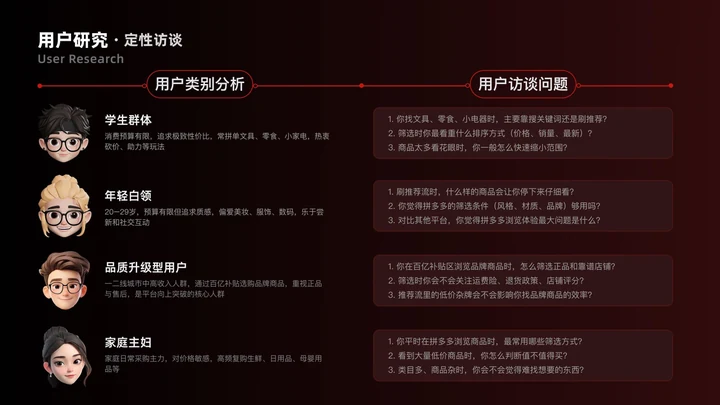 用户研究 · 定性访谈
User Research
用户类别分析
用户访谈问题
学生群体
消费预算有限，追求极致性价比、常拼单文具、零食、小家电，热衷
砍价、助力等玩法
1. 你找文具、零食、小电器时，主要靠搜关键词还是刷推荐？
2. 筛选时你最看重什么排序方式（价格、销量、最新）？
3. 商品太多看花眼时，你一般怎么快速缩小范围？
年轻白领
20—29岁，预算有限但追求质感，偏爱美妆、服饰、数码，乐于尝
新和社交互动
1. 刷推荐流时，什么样的商品会让你停下来仔细看？
2. 你觉得拼多多的筛选条件（风格、材质、品牌）够用吗？
3. 对比其他平台，你觉得拼多多浏览体验最大问题是什么？
品质升级型用户
一二线城市中高收入人群，通过百亿补贴选购品牌商品，重视正品
与售后，是平台向上突破的核心人群
1. 你在百亿补贴区浏览品牌商品时，怎么筛选正品和靠谱店铺？
2. 筛选时你会不会关注运费险、退货政策、店铺评分？
3. 推荐流里的低价杂牌会不会影响你找品牌商品的效率？
家庭主妇
家庭日常采购主力，对价格敏感，高频复购生鲜、日用品、母婴用
品等
1. 你平时在拼多多浏览商品时，最常用哪些筛选方式？
2. 看到大量低价商品时，你怎么判断值不值得买？
3. 类目多、商品杂时，你会不会觉得难找想要的东西？